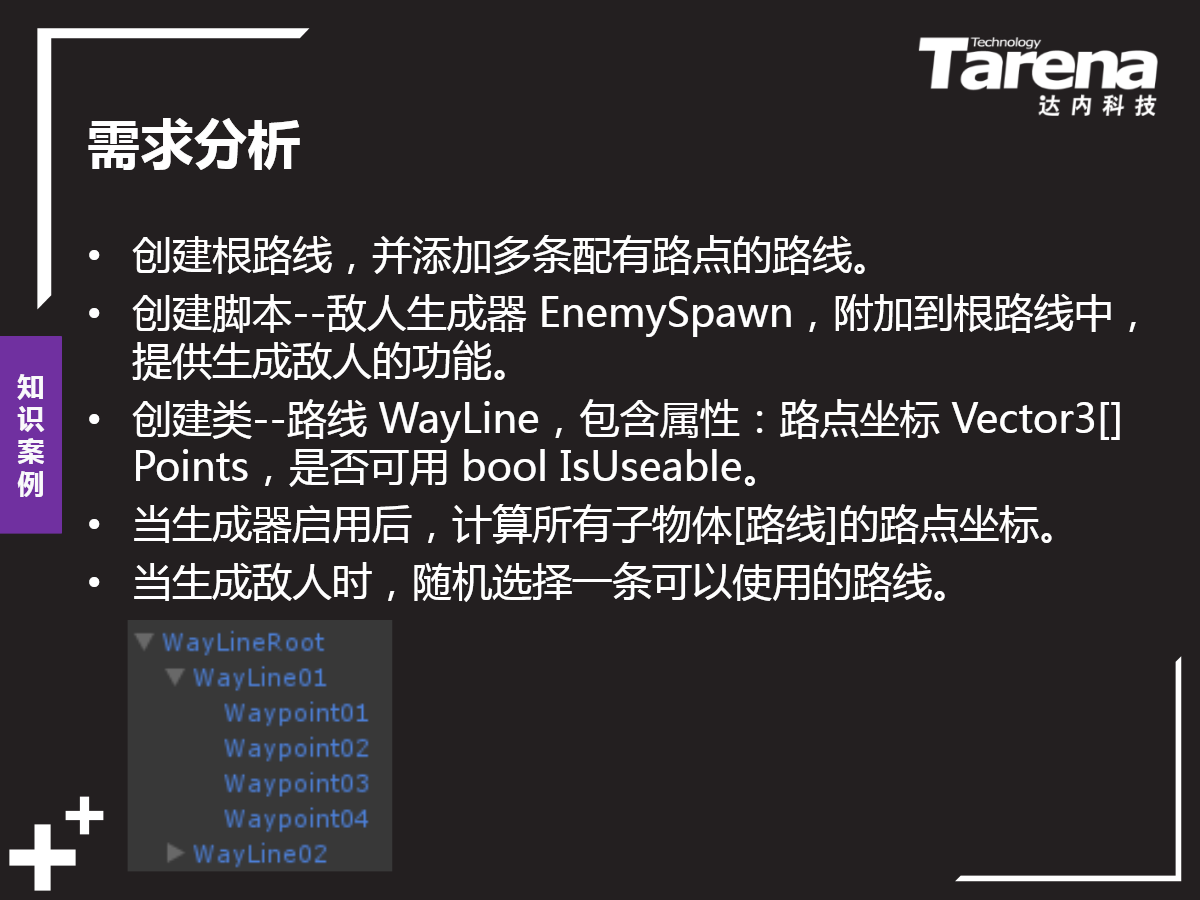 Technology
Tarena
达内科技
需求分析
• 创建根路线，并添加多条配有路点的路线。
• 创建脚本--敌人生成器 EnemySpawn，附加到根路线中，
提供生成敌人的功能。
• 创建类--路线 WayLine，包含属性：路点坐标 Vector3[]
Points，是否可用 bool IsUseable。
• 当生成器启用后，计算所有子物体[路线]的路点坐标。
• 当生成敌人时，随机选择一条可以使用的路线。
知识案例
WayLineRoot
WayLine01
Waypoint01
Waypoint02
Waypoint03
Waypoint04
WayLine02